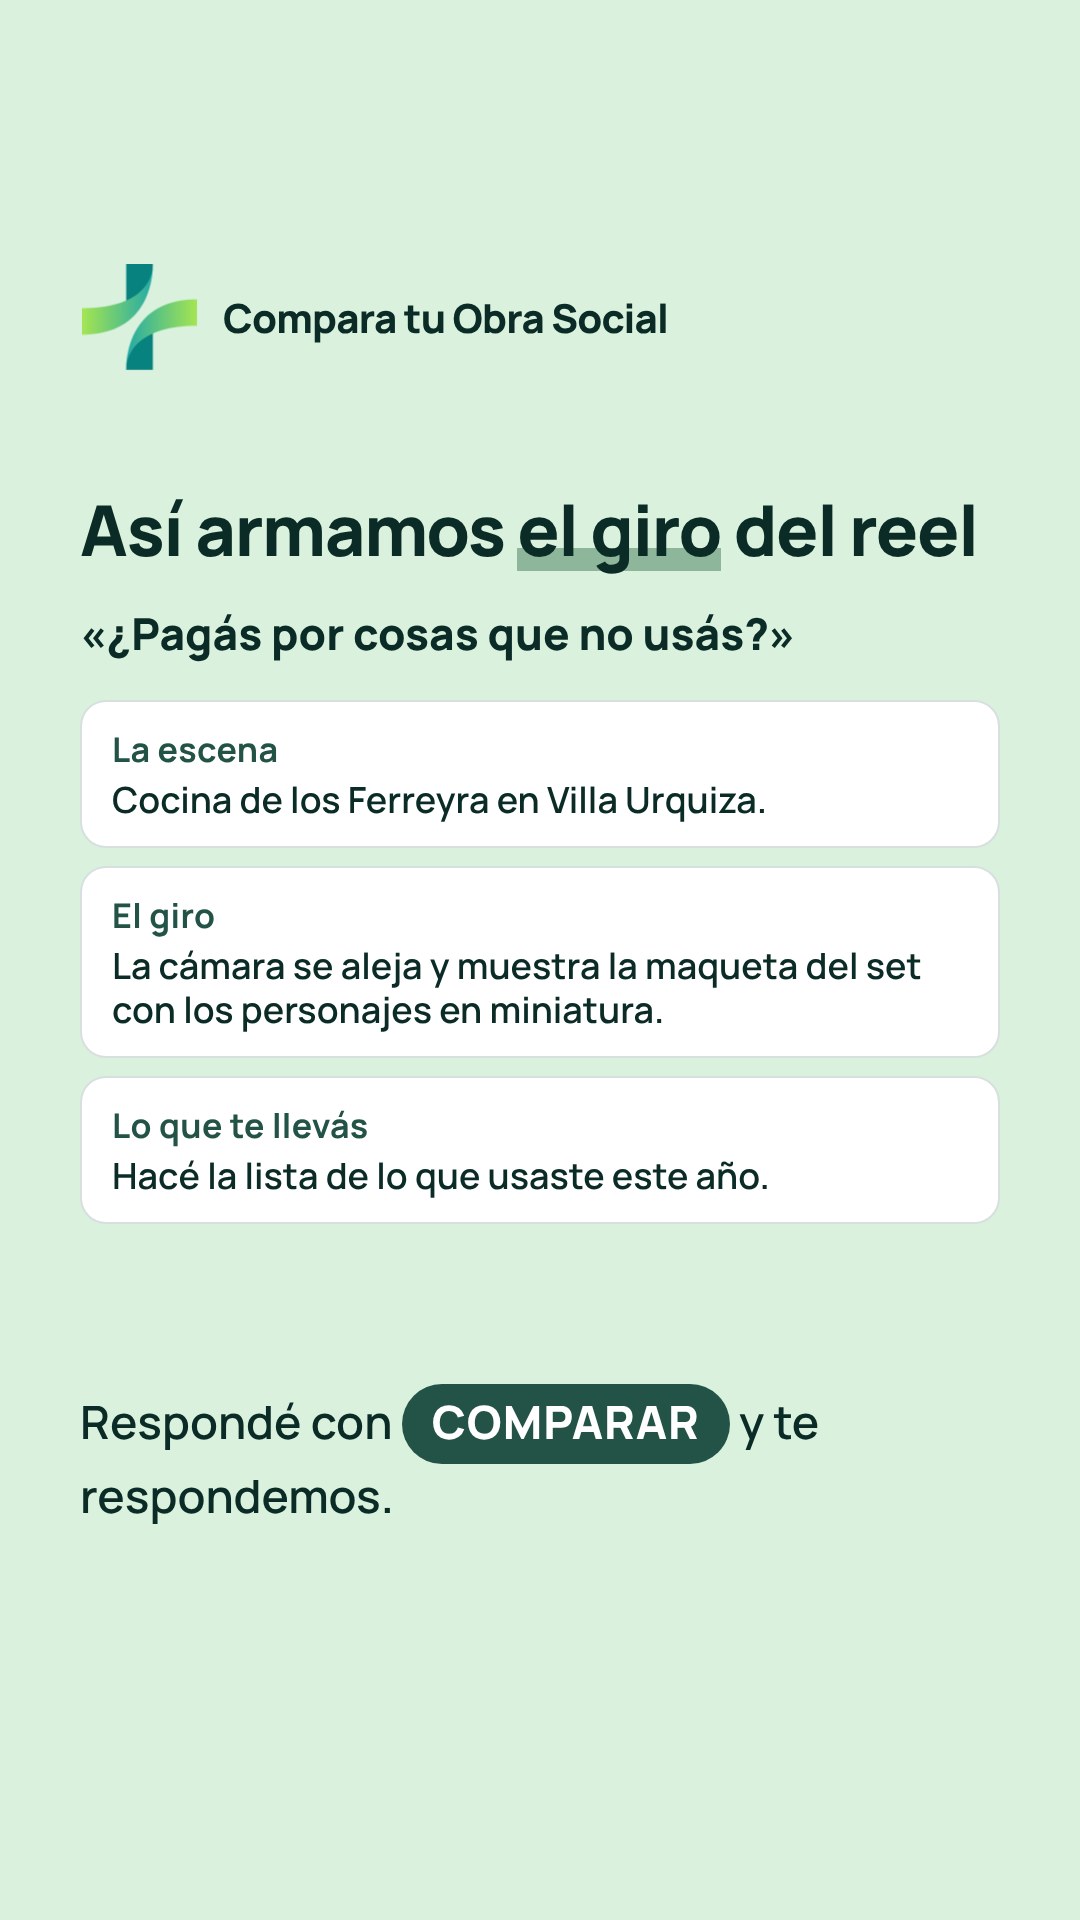 Compara tu Obra Social
Así armamos el giro del reel
«¿Pagás por cosas que no usás?»
La escena
Cocina de los Ferreyra en Villa Urquiza.
El giro
La cámara se aleja y muestra la maqueta del set
con los personajes en miniatura.
Lo que te llevás
Hacé la lista de lo que usaste este año.
Respondé con COMPARAR y te
respondemos.